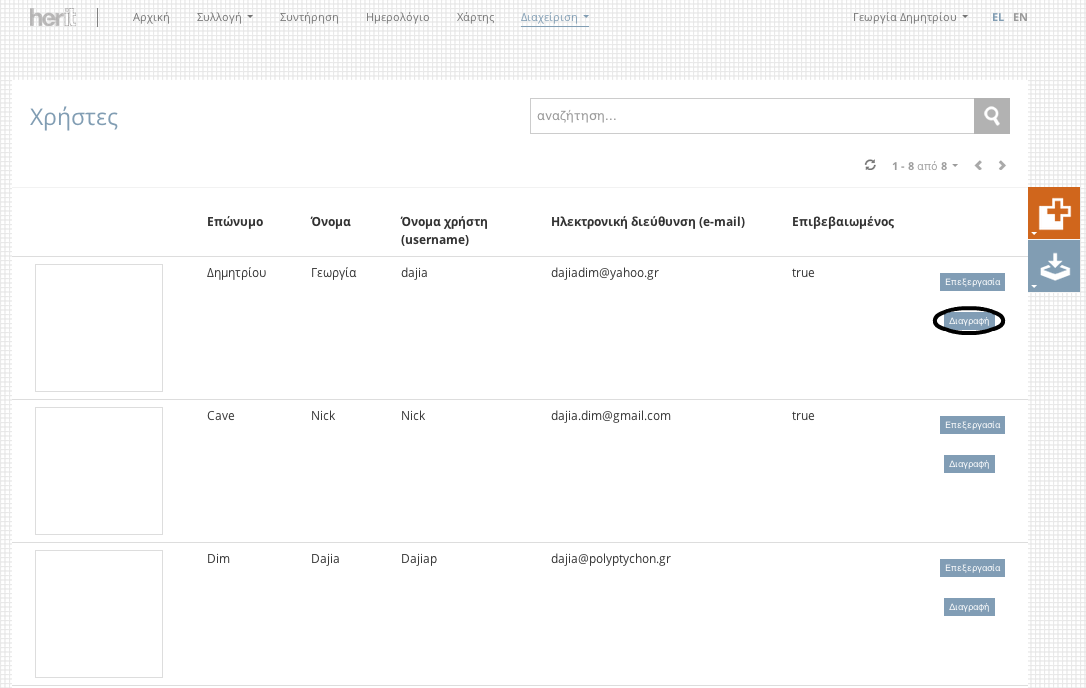 herit Αρχική Συλλογή Συντήρηση Ημερολόγιο Χάρτης Διαχείριση Γεωργία Δημητρίου EL EN
Χρήστες
αναζήτηση...
1 - 8 από 8
Επώνυμο Όνομα Όνομα χρήστη (username) Ηλεκτρονική διεύθυνση (e-mail) Επιβεβαιωμένος
Δημητρίου Γεωργία dajia dajiadim@yahoo.gr true
Επεξεργασία
Διαγραφή
Cave Nick Nick dajia.dim@gmail.com true
Επεξεργασία
Διαγραφή
Dim Dajia Dajiap dajia@polyptychon.gr
Επεξεργασία
Διαγραφή